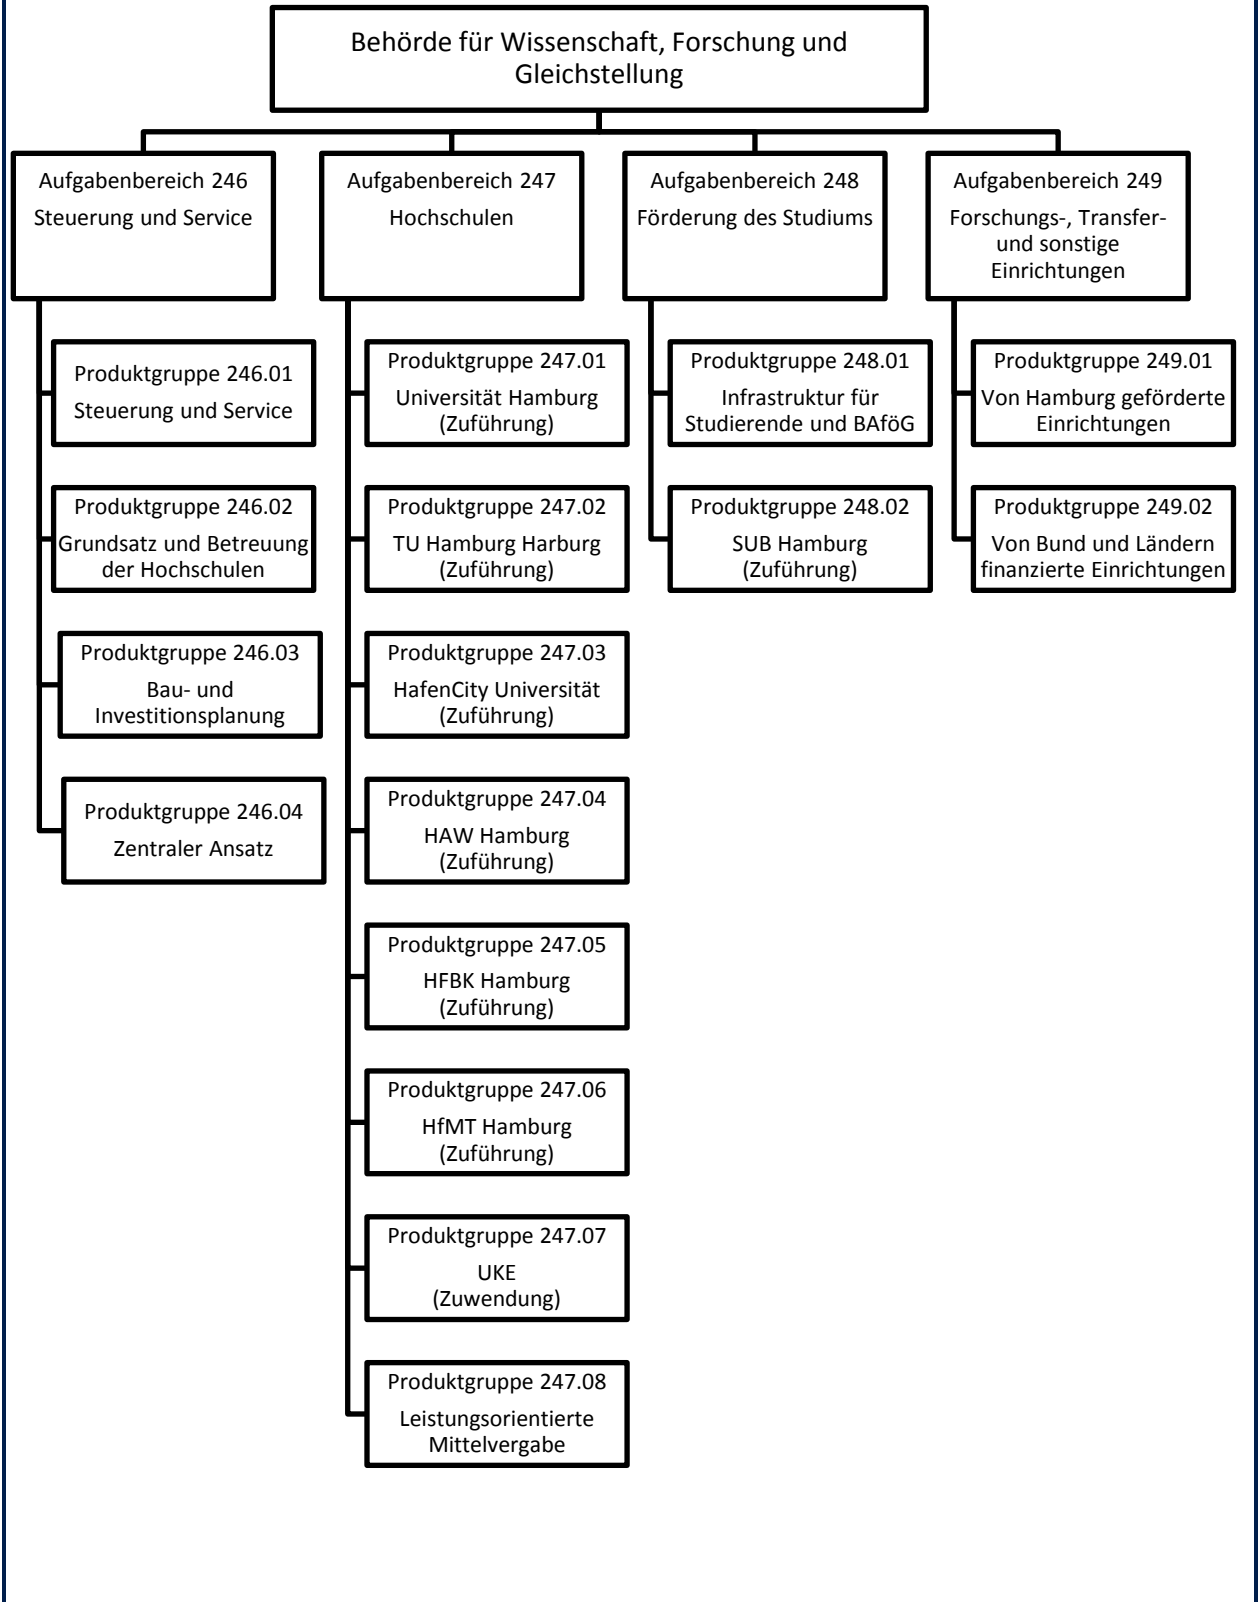 Behörde für Wissenschaft, Forschung und
Gleichstellung
Aufgabenbereich 246
Steuerung und Service
Aufgabenbereich 247
Hochschulen
Aufgabenbereich 248
Förderung des Studiums
Aufgabenbereich 249
Forschungs-, Transfer-
und sonstige
Einrichtungen
Produktgruppe 246.01
Steuerung und Service
Produktgruppe 246.02
Grundsatz und Betreuung
der Hochschulen
Produktgruppe 246.03
Bau- und
Investitionsplanung
Produktgruppe 246.04
Zentraler Ansatz
Produktgruppe 247.01
Universität Hamburg
(Zuführung)
Produktgruppe 247.02
TU Hamburg Harburg
(Zuführung)
Produktgruppe 247.03
HafenCity Universität
(Zuführung)
Produktgruppe 247.04
HAW Hamburg
(Zuführung)
Produktgruppe 247.05
HFBK Hamburg
(Zuführung)
Produktgruppe 247.06
HfMT Hamburg
(Zuführung)
Produktgruppe 247.07
UKE
(Zuwendung)
Produktgruppe 247.08
Leistungsorientierte
Mittelvergabe
Produktgruppe 248.01
Infrastruktur für
Studierende und BAföG
Produktgruppe 248.02
SUB Hamburg
(Zuführung)
Produktgruppe 249.01
Von Hamburg geförderte
Einrichtungen
Produktgruppe 249.02
Von Bund und Ländern
finanzierte Einrichtungen